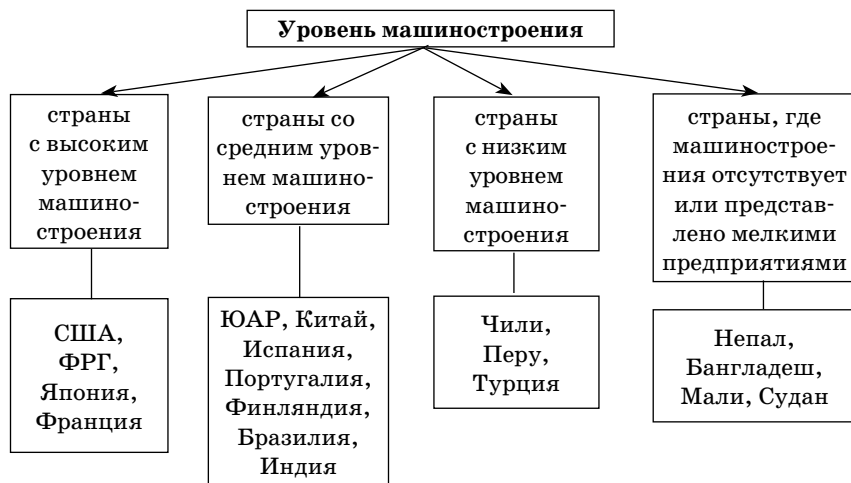 Уровень машиностроения
страны
с высоким
уровнем
машино-
строения
страны со
средним уров-
нем машино-
строения
страны
с низким
уровнем
машино-
строения
страны, где
машинострое-
ния отсутствует
или представ-
лено мелкими
предприятиями
США,
ФРГ,
Япония,
Франция
ЮАР, Китай,
Испания,
Португалия,
Финляндия,
Бразилия,
Индия
Чили,
Перу,
Турция
Непал,
Бангладеш,
Мали, Судан